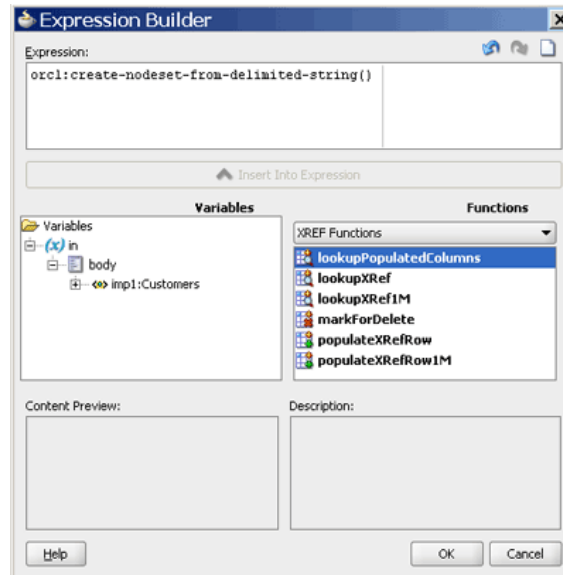 Expression Builder
Expression:
orcl:create-nodeset-from-delimited-string()
Insert Into Expression
Variables
Functions
Variables
(x) in
body
imp1:Customers
XREF Functions
lookupPopulatedColumns
lookupXRef
lookupXRef1M
markForDelete
populateXRefRow
populateXRefRow1M
Content Preview:
Description:
Help
OK
Cancel